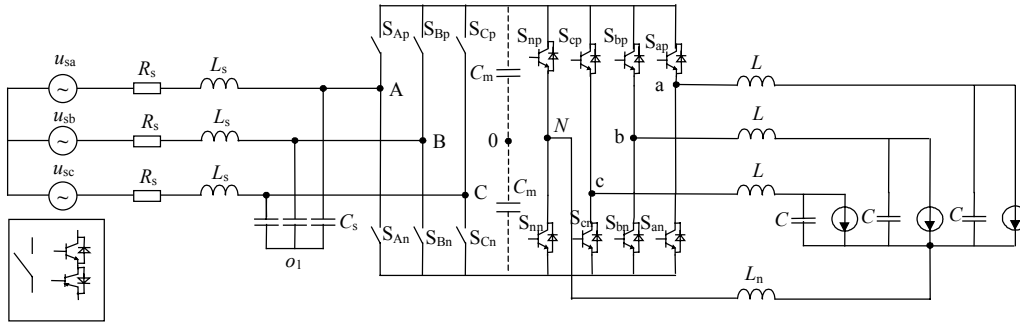 S_Ap S_Bp S_Cp S_np S_cp S_bp S_ap
u_sa R_s L_s C_m L
A a
u_sb R_s L_s B 0 N b L
u_sc R_s L_s C C_m c L
C_s S_An S_Bn S_Cn S_nn S_cn S_bn S_an C C C
o_1
L_n